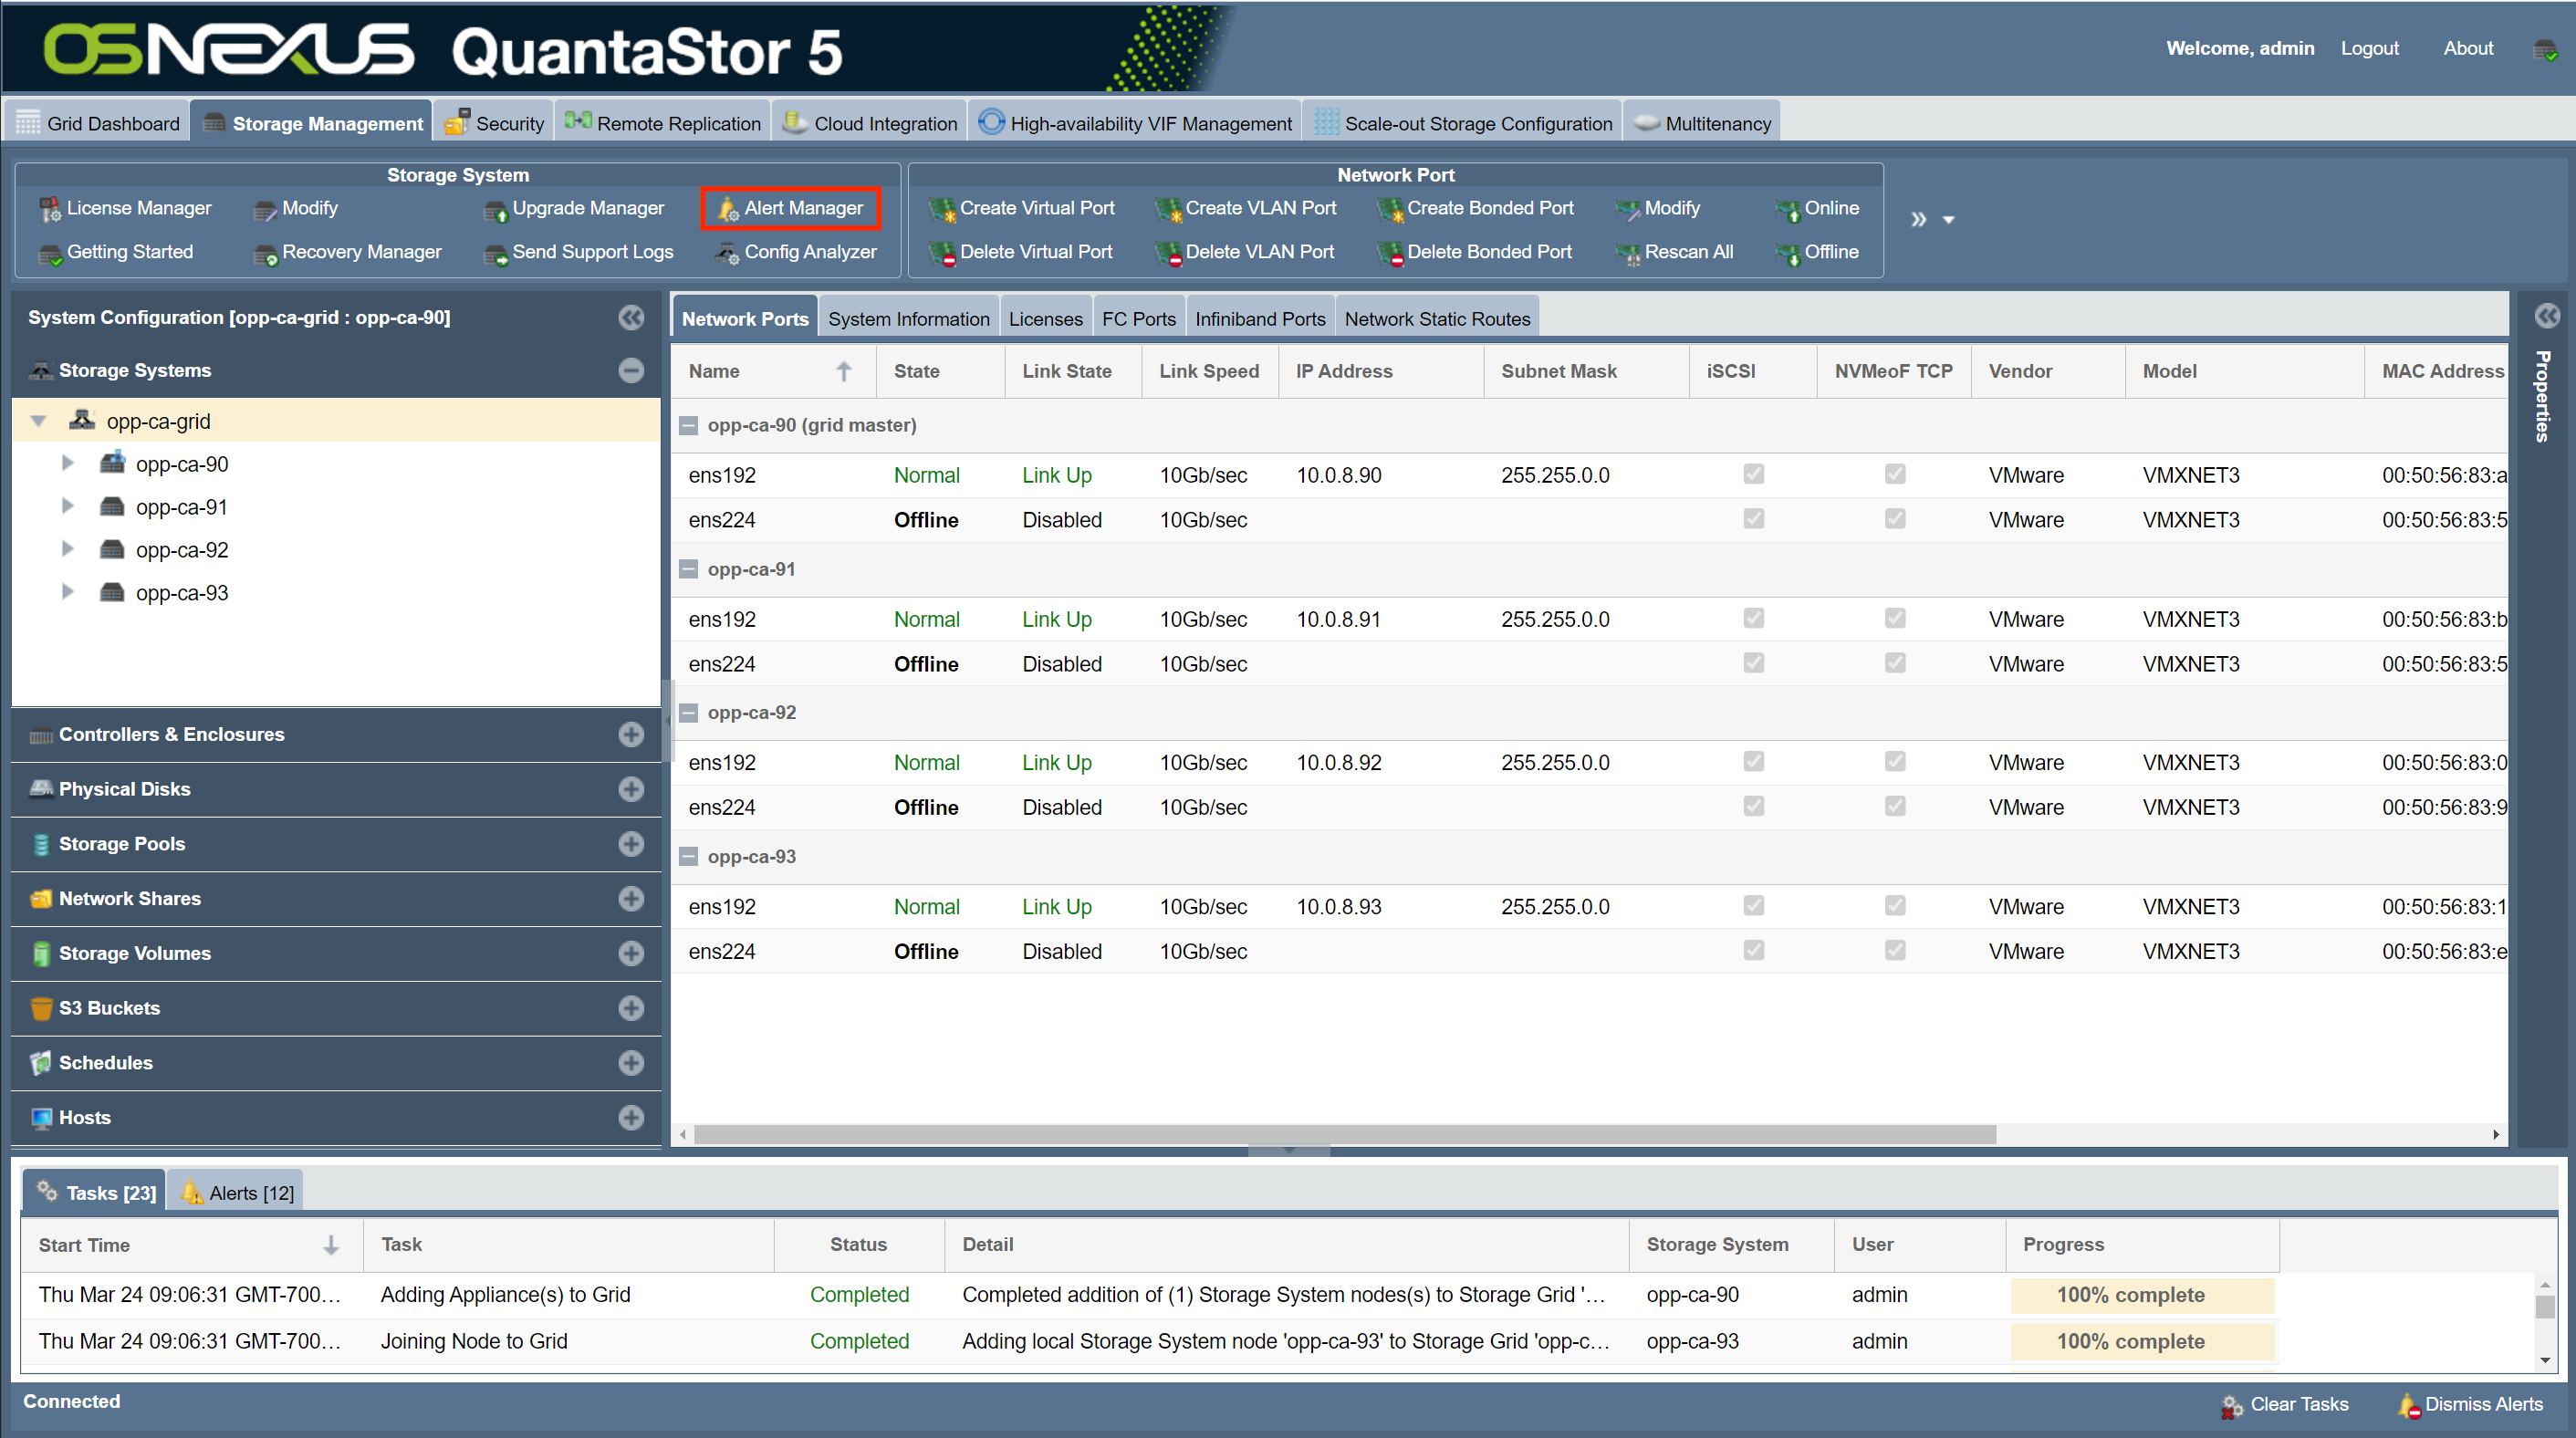 OSNEXUS QuantaStor 5
Welcome, admin Logout About
Grid Dashboard Storage Management Security Remote Replication Cloud Integration High-availability VIF Management Scale-out Storage Configuration Multitenancy
Storage System
License Manager Modify Upgrade Manager Alert Manager
Getting Started Recovery Manager Send Support Logs Config Analyzer
Network Port
Create Virtual Port Create VLAN Port Create Bonded Port Modify Online
Delete Virtual Port Delete VLAN Port Delete Bonded Port Rescan All Offline
System Configuration [opp-ca-grid : opp-ca-90]
Storage Systems
opp-ca-grid
opp-ca-90
opp-ca-91
opp-ca-92
opp-ca-93
Controllers & Enclosures
Physical Disks
Storage Pools
Network Shares
Storage Volumes
S3 Buckets
Schedules
Hosts
Network Ports System Information Licenses FC Ports Infiniband Ports Network Static Routes
Name State Link State Link Speed IP Address Subnet Mask iSCSI NVMeoF TCP Vendor Model MAC Address
opp-ca-90 (grid master)
ens192 Normal Link Up 10Gb/sec 10.0.8.90 255.255.0.0 VMware VMXNET3 00:50:56:83:a
ens224 Offline Disabled 10Gb/sec VMware VMXNET3 00:50:56:83:5
opp-ca-91
ens192 Normal Link Up 10Gb/sec 10.0.8.91 255.255.0.0 VMware VMXNET3 00:50:56:83:b
ens224 Offline Disabled 10Gb/sec VMware VMXNET3 00:50:56:83:5
opp-ca-92
ens192 Normal Link Up 10Gb/sec 10.0.8.92 255.255.0.0 VMware VMXNET3 00:50:56:83:0
ens224 Offline Disabled 10Gb/sec VMware VMXNET3 00:50:56:83:9
opp-ca-93
ens192 Normal Link Up 10Gb/sec 10.0.8.93 255.255.0.0 VMware VMXNET3 00:50:56:83:1
ens224 Offline Disabled 10Gb/sec VMware VMXNET3 00:50:56:83:e
Properties
Tasks [23] Alerts [12]
Start Time Task Status Detail Storage System User Progress
Thu Mar 24 09:06:31 GMT-700... Adding Appliance(s) to Grid Completed Completed addition of (1) Storage System nodes(s) to Storage Grid '... opp-ca-90 admin 100% complete
Thu Mar 24 09:06:31 GMT-700... Joining Node to Grid Completed Adding local Storage System node 'opp-ca-93' to Storage Grid 'opp-c... opp-ca-93 admin 100% complete
Connected
Clear Tasks Dismiss Alerts